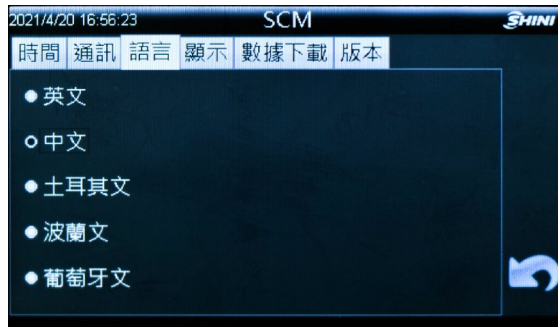 2021/4/20 16:56:23 SCM SHINI
時間 通訊 語言 顯示 數據下載 版本
英文
中文
土耳其文
波蘭文
葡萄牙文